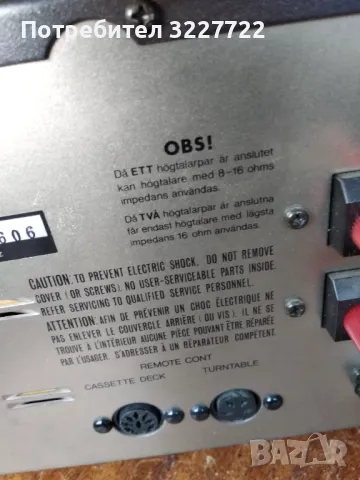 Потребител 3227722
OBS!
Då ETT högtalarpar är anslutet
kan högtalare med 8-16 ohms
impedans användas.
Då TVÅ högtalarpar är anslutna
får endast högtalare med lägsta
impedans 16 ohm användas.
606
CAUTION: TO PREVENT ELECTRIC SHOCK. DO NOT REMOVE
COVER (OR SCREWS). NO USER-SERVICEABLE PARTS INSIDE.
REFER SERVICING TO QUALIFIED SERVICE PERSONNEL.
ATTENTION: AFIN DE PRÉVENIR UN CHOC ÉLECTRIQUE NE
PAS ENLEVER LE COUVERCLE ARRIÈRE (DU VIS). IL NE SE
TROUVE À L'INTÉRIEUR AUCUNE PIÈCE POUVANT ÊTRE RÉPARÉE
PAR L'USAGER. S'ADRESSER À UN RÉPARATEUR COMPÉTENT.
REMOTE CONT
CASSETTE DECK TURNTABLE
BAZAR